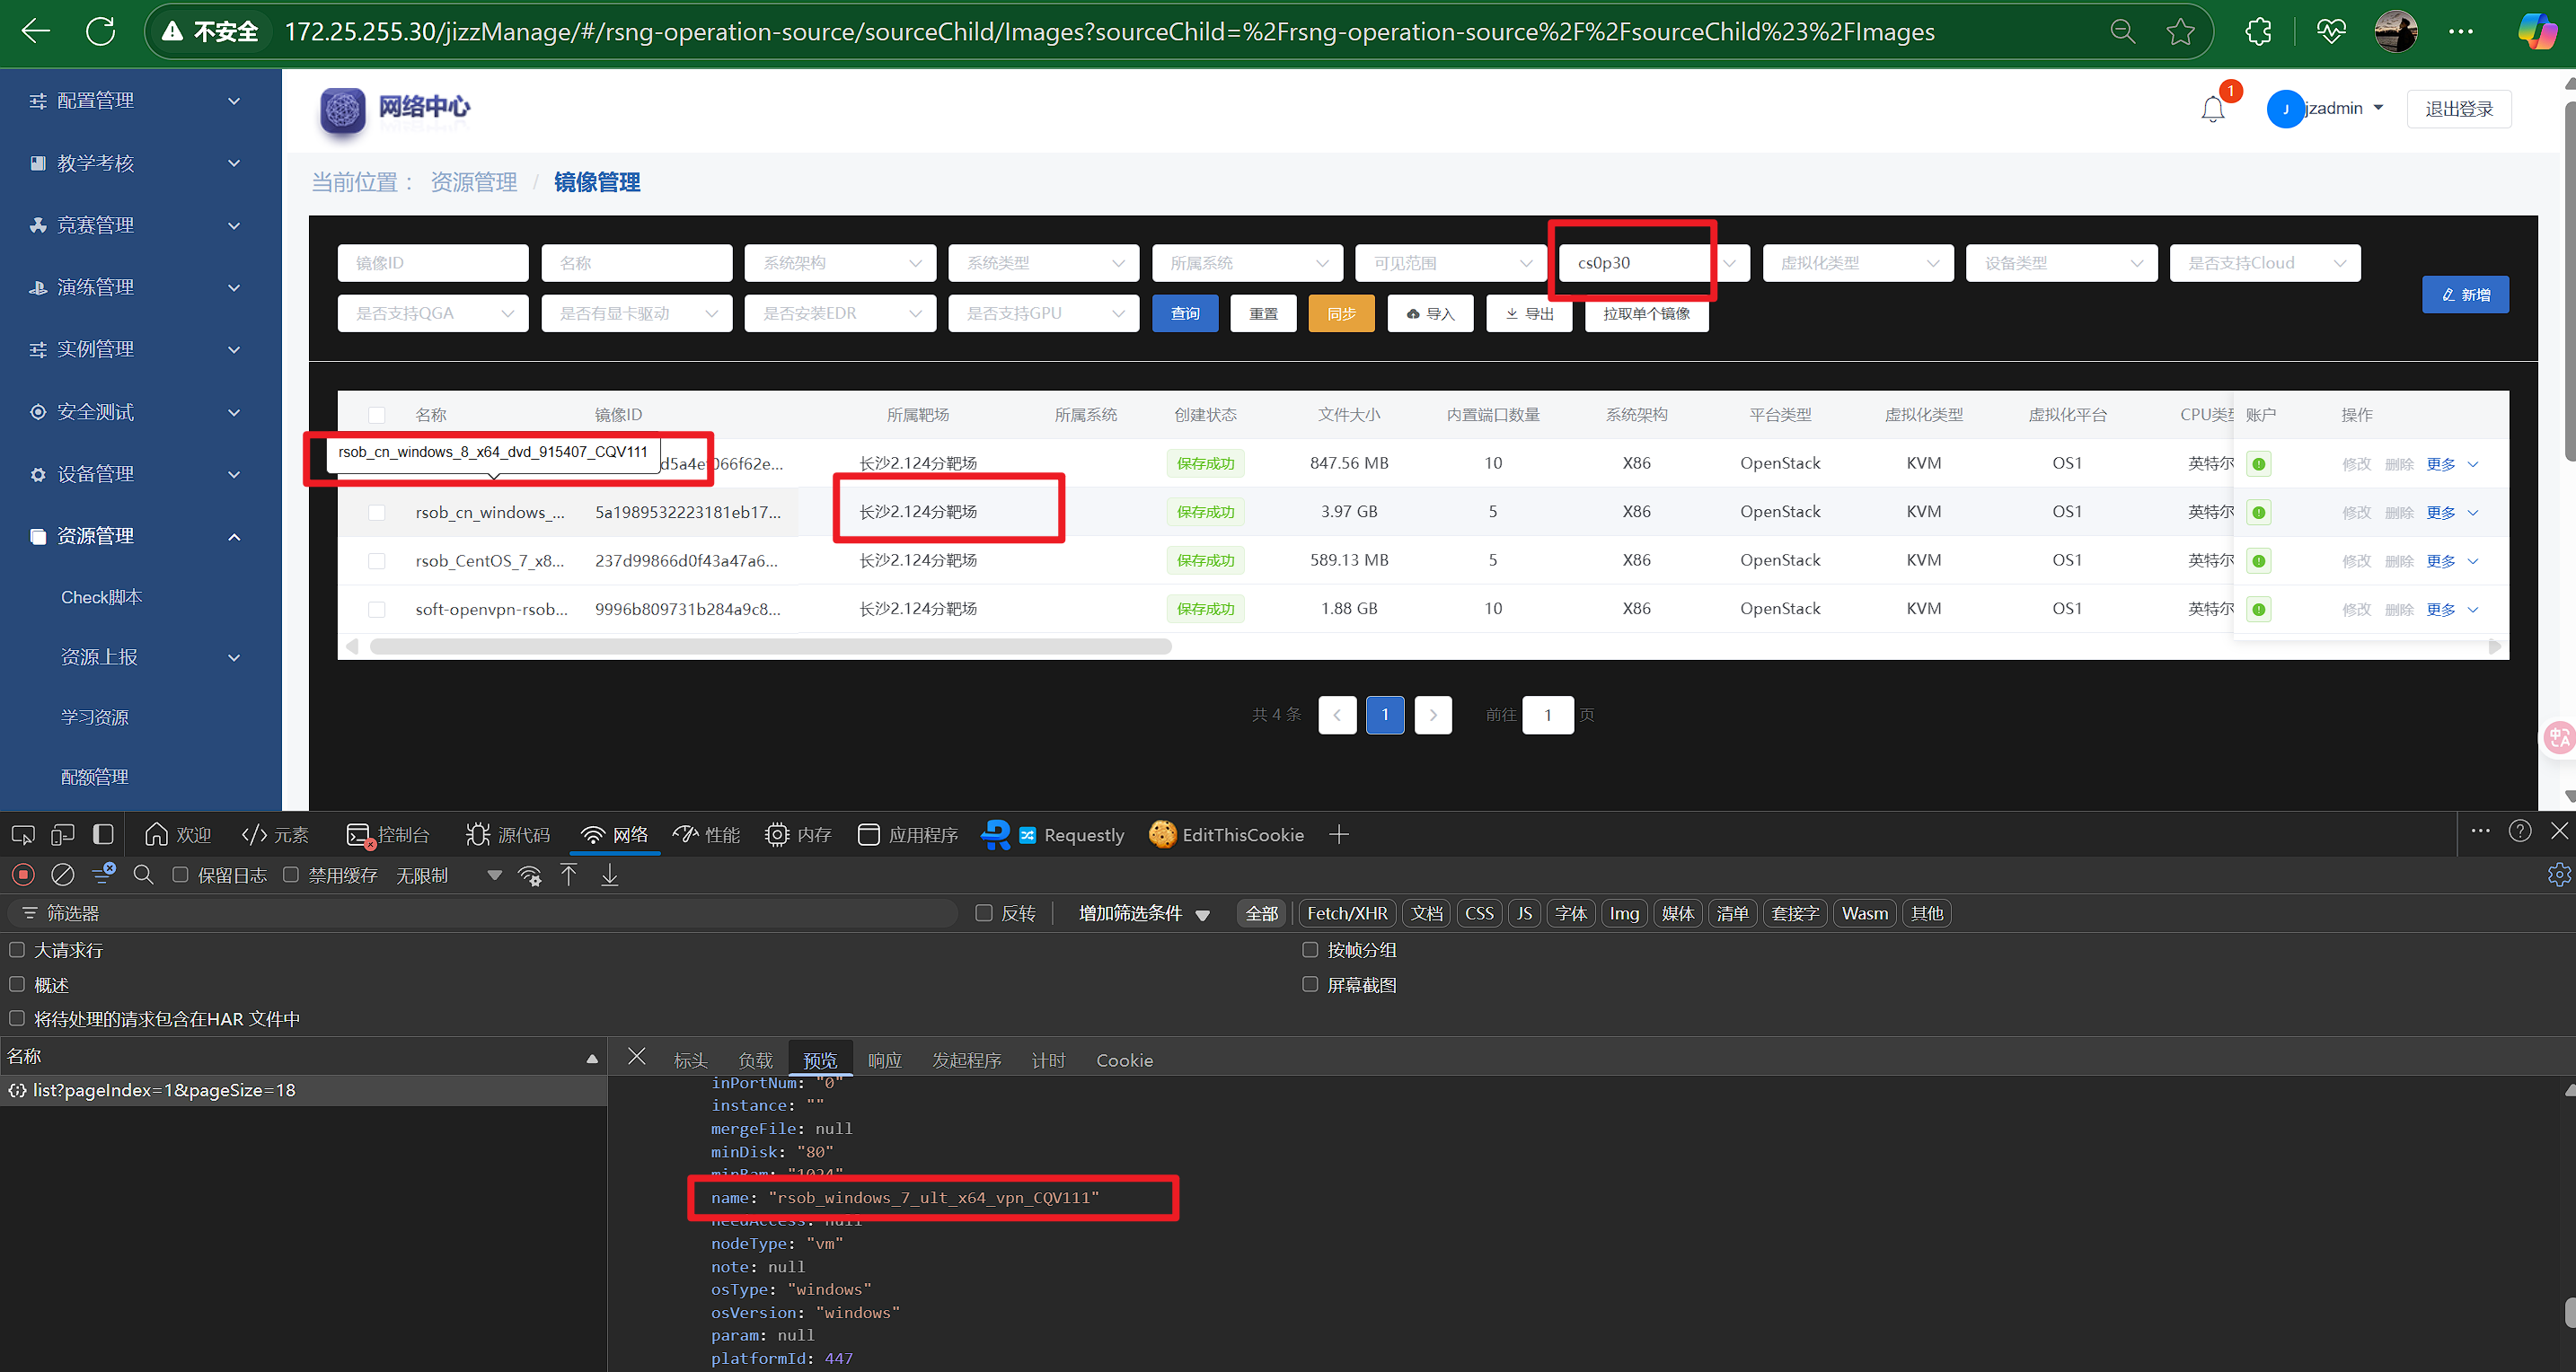 不安全 172.25.255.30/jizzManage/#/rsng-operation-source/sourceChild/Images?sourceChild=%2Frsng-operation-source%2F%2FsourceChild%23%2FImages
配置管理
教学考核
竞赛管理
演练管理
实例管理
安全测试
设备管理
资源管理
Check脚本
资源上报
学习资源
配额管理
网络中心
1
J jzadmin 退出登录
当前位置： 资源管理 / 镜像管理
镜像ID 名称 系统架构 系统类型 所属系统 可见范围 cs0p30 虚拟化类型 设备类型 是否支持Cloud
是否支持QGA 是否有显卡驱动 是否安装EDR 是否支持GPU 查询 重置 同步 导入 导出 拉取单个镜像
新增
名称 镜像ID 所属靶场 所属系统 创建状态 文件大小 内置端口数量 系统架构 平台类型 虚拟化类型 虚拟化平台 CPU类型 账户 操作
rsob_cn_windows_8_x64_dvd_915407_CQV111
长沙2.124分靶场 保存成功 847.56 MB 10 X86 OpenStack KVM OS1 英特尔 修改 删除 更多
rsob_cn_windows_... 5a1989532223181eb17... 长沙2.124分靶场 保存成功 3.97 GB 5 X86 OpenStack KVM OS1 英特尔 修改 删除 更多
rsob_CentOS_7_x8... 237d99866d0f43a47a6... 长沙2.124分靶场 保存成功 589.13 MB 5 X86 OpenStack KVM OS1 英特尔 修改 删除 更多
soft-openvpn-rsob... 9996b809731b284a9c8... 长沙2.124分靶场 保存成功 1.88 GB 10 X86 OpenStack KVM OS1 英特尔 修改 删除 更多
共 4 条 1 前往 1 页
欢迎 元素 控制台 源代码 网络 性能 内存 应用程序 Requestly EditThisCookie
保留日志 禁用缓存 无限制
筛选器 反转 增加筛选条件 全部 Fetch/XHR 文档 CSS JS 字体 Img 媒体 清单 套接字 Wasm 其他
大请求行 按帧分组
概述 屏幕截图
将待处理的请求包含在HAR 文件中
名称
list?pageIndex=1&pageSize=18
标头 负载 预览 响应 发起程序 计时 Cookie
inPortNum: "0"
instance: ""
mergeFile: null
minDisk: "80"
minRam: "1024"
name: "rsob_windows_7_ult_x64_vpn_CQV111"
needAccess: null
nodeType: "vm"
note: null
osType: "windows"
osVersion: "windows"
param: null
platformId: 447